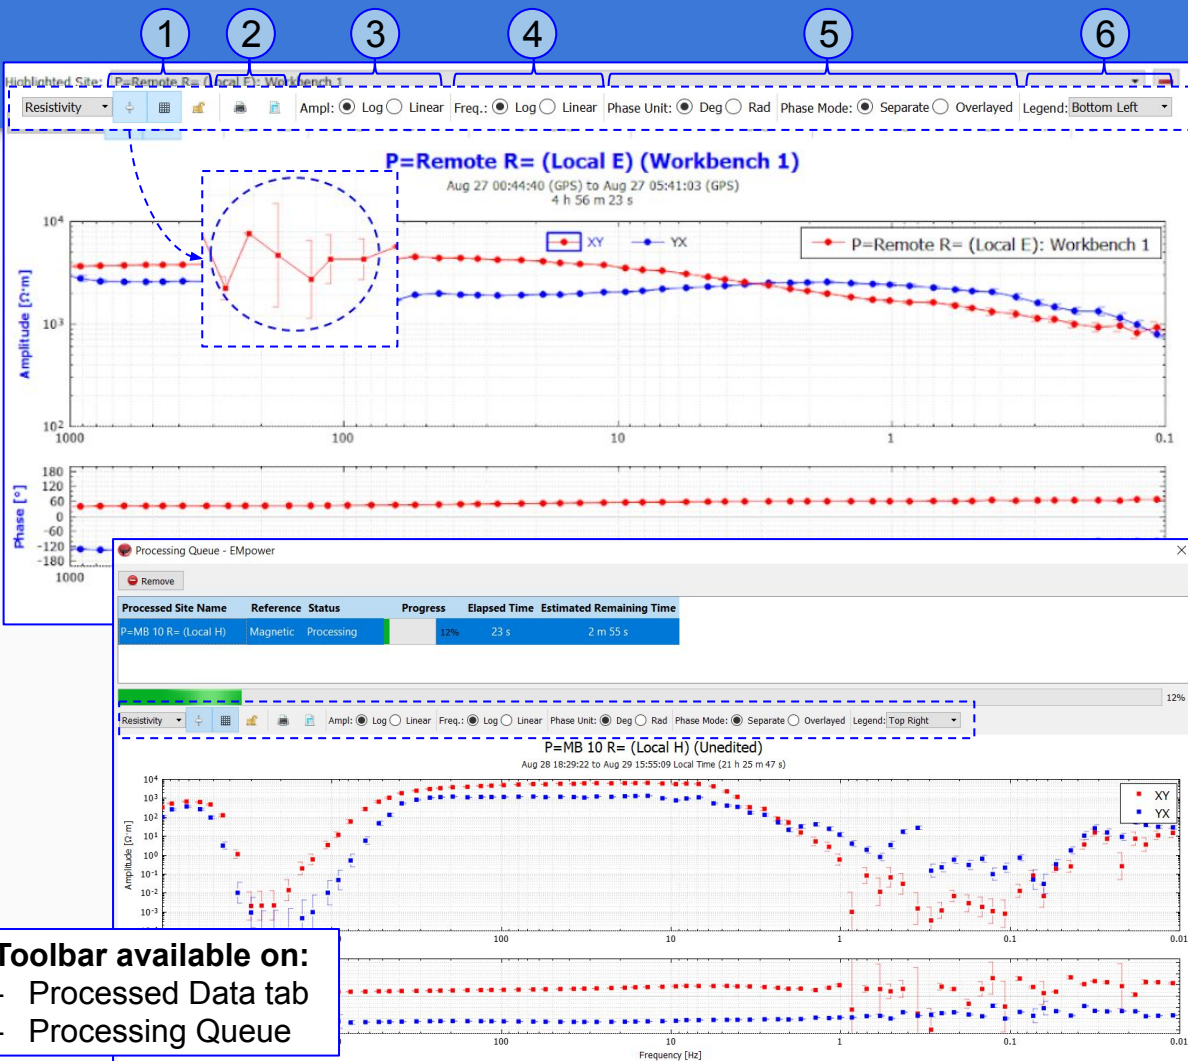 1 2 3 4 5 6
Highlighted Site: P=Remote R= (Local E): Workbench 1
Resistivity Ampl: Log Linear Freq.: Log Linear Phase Unit: Deg Rad Phase Mode: Separate Overlayed Legend: Bottom Left
P=Remote R= (Local E) (Workbench 1)
Aug 27 00:44:40 (GPS) to Aug 27 05:41:03 (GPS)
4 h 56 m 23 s
XY YX P=Remote R= (Local E): Workbench 1
Amplitude [Ω·m]
10⁴
10³
10²
1000 100 10 1 0.1
Phase [°]
180
120
60
0
-60
-120
-180
1000
Processing Queue - EMpower
Remove
Processed Site Name Reference Status Progress Elapsed Time Estimated Remaining Time
P=MB 10 R= (Local H) Magnetic Processing 12% 23 s 2 m 55 s
12%
Resistivity Ampl: Log Linear Freq.: Log Linear Phase Unit: Deg Rad Phase Mode: Separate Overlayed Legend: Top Right
P=MB 10 R= (Local H) (Unedited)
Aug 28 18:29:22 to Aug 29 15:55:09 Local Time (21 h 25 m 47 s)
XY
YX
Amplitude [Ω·m]
10⁴
10³
10²
10¹
10⁰
10⁻¹
10⁻²
10⁻³
100 10 1 0.1 0.01
100 10 1 0.1 0.01
Frequency [Hz]
Toolbar available on:
- Processed Data tab
- Processing Queue